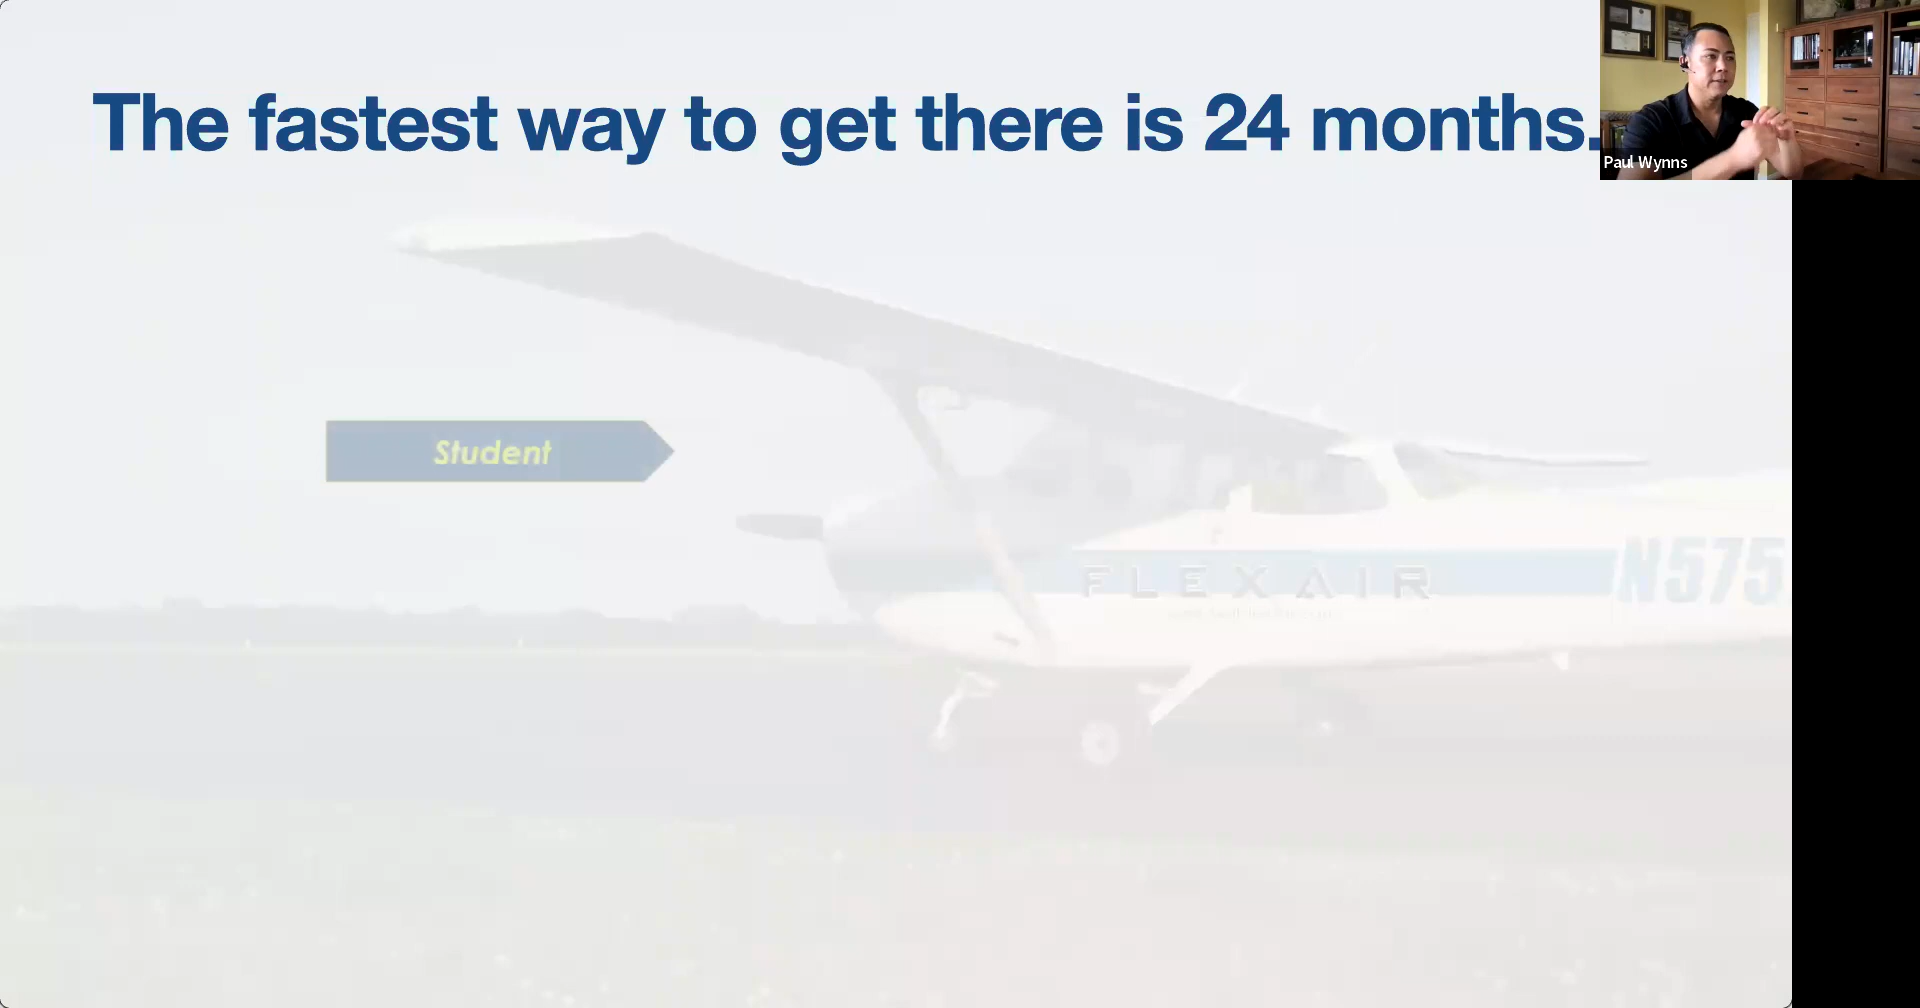 The fastest way to get there is 24 months.
Paul Wynns
Student
FLEXAIR
N575